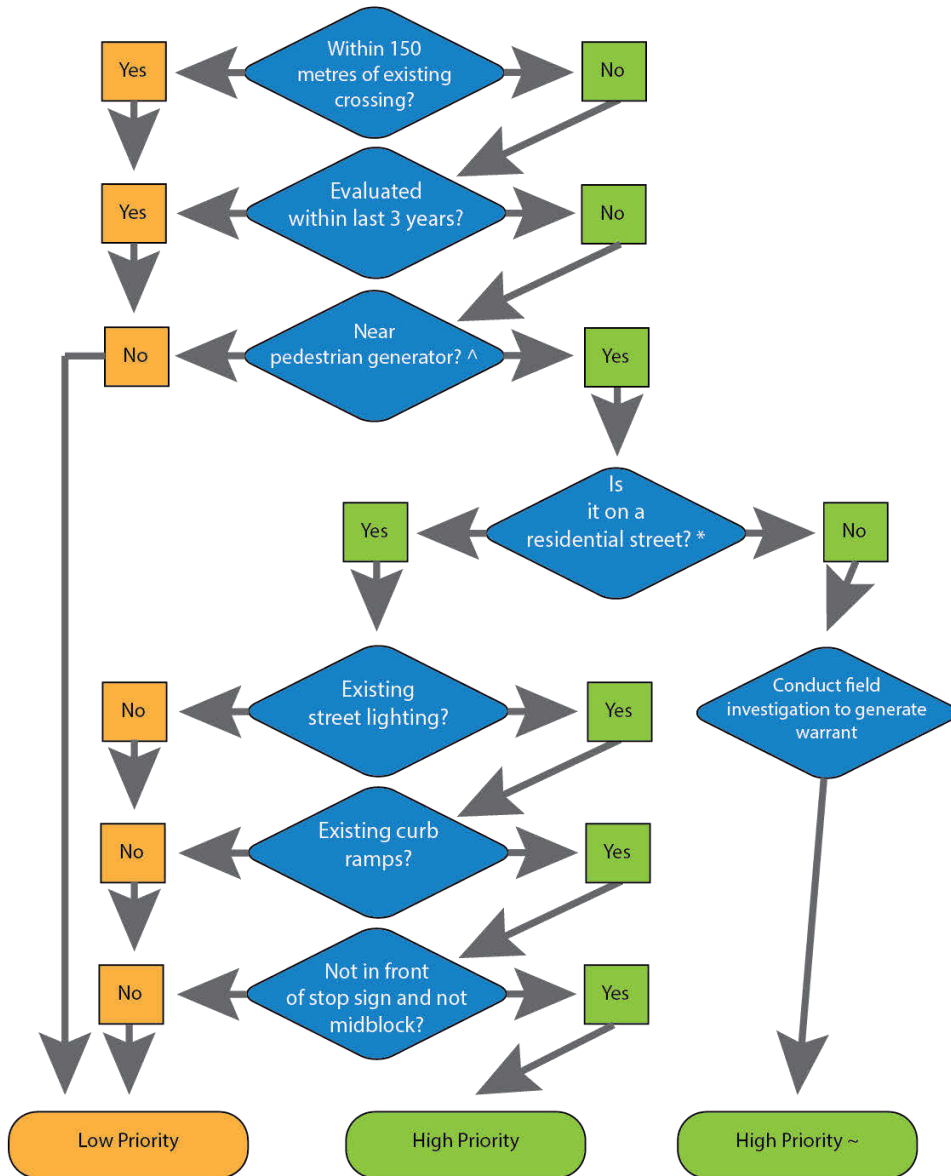 Within 150
metres of existing
crossing?
Yes
No
Evaluated
within last 3 years?
Yes
No
Near
pedestrian generator? ^
No
Yes
Is
it on a
residential street? *
Yes
No
Existing
street lighting?
No
Yes
Conduct field
investigation to generate
warrant
Existing curb
ramps?
No
Yes
Not in front
of stop sign and not
midblock?
No
Yes
Low Priority
High Priority
High Priority ~